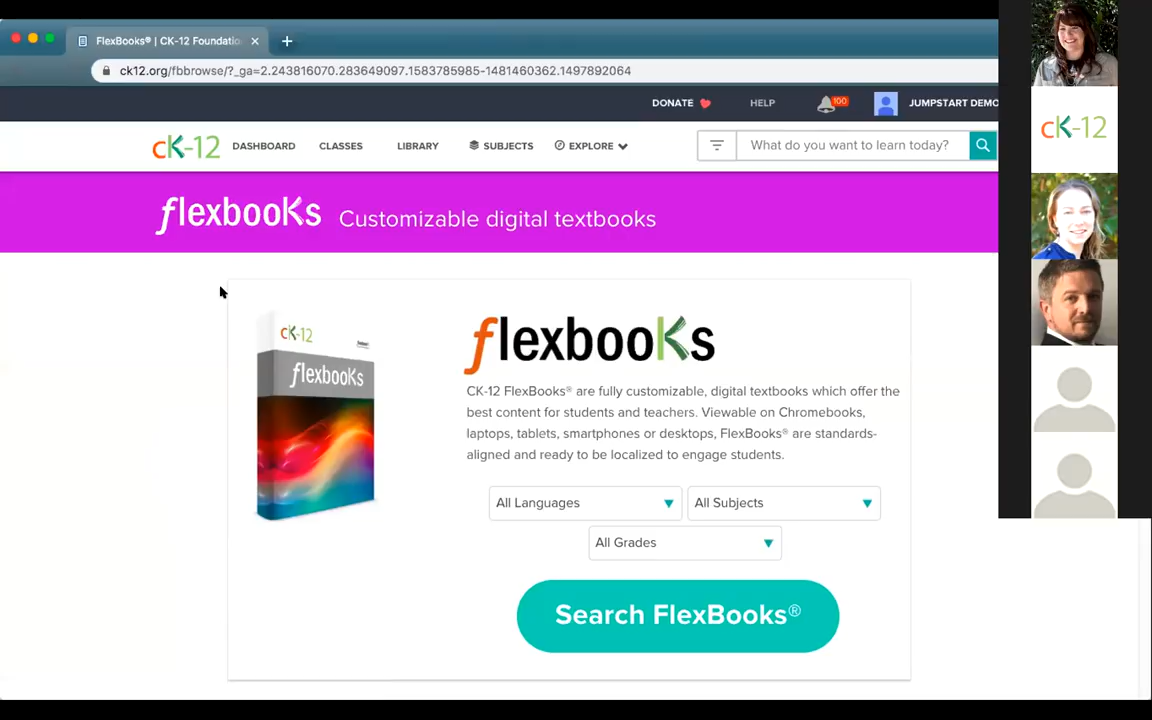 FlexBooks® | CK-12 Foundatio
ck12.org/fbbrowse/?_ga=2.243816070.283649097.1583785985-1481460362.1497892064
DONATE HELP 100 JUMPSTART DEMO
cK-12 DASHBOARD CLASSES LIBRARY SUBJECTS EXPLORE What do you want to learn today?
cK-12
flexbooks Customizable digital textbooks
cK-12
flexbooks
flexbooks
CK-12 FlexBooks® are fully customizable, digital textbooks which offer the
best content for students and teachers. Viewable on Chromebooks,
laptops, tablets, smartphones or desktops, FlexBooks® are standards-
aligned and ready to be localized to engage students.
All Languages All Subjects
All Grades
Search FlexBooks®